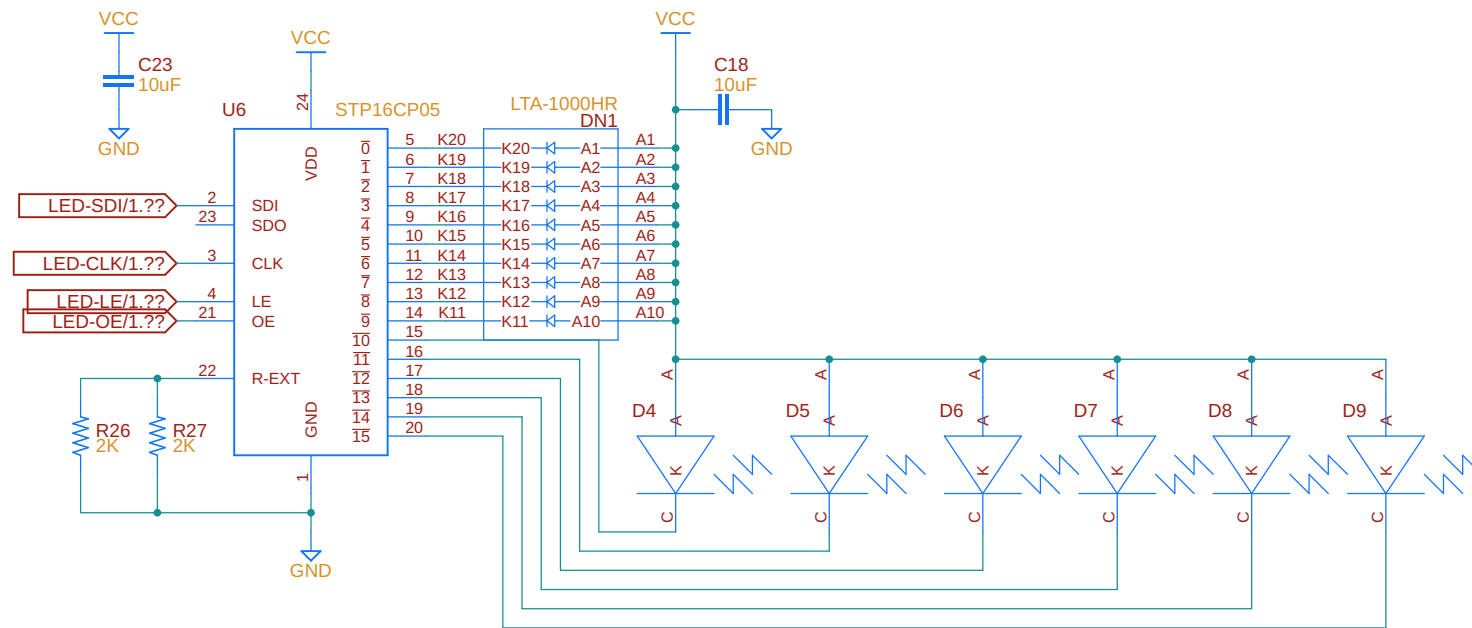 VCC
C23
10uF
GND
VCC
24
U6
STP16CP05
VDD
GND
SDI
SDO
CLK
LE
OE
R-EXT
LED-SDI/1.??
2
23
LED-CLK/1.??
3
LED-LE/1.??
4
LED-OE/1.??
21
22
R26
2K
R27
2K
1
GND
LTA-1000HR
DN1
0 5 K20 K20 A1 A1
1 6 K19 K19 A2 A2
2 7 K18 K18 A3 A3
3 8 K17 K17 A4 A4
4 9 K16 K16 A5 A5
5 10 K15 K15 A6 A6
6 11 K14 K14 A7 A7
7 12 K13 K13 A8 A8
8 13 K12 K12 A9 A9
9 14 K11 K11 A10 A10
10 15
11 16
12 17
13 18
14 19
15 20
VCC
C18
10uF
GND
A A A A A A
D4 A D5 A D6 A D7 A D8 A D9 A
K K K K K K
C C C C C C